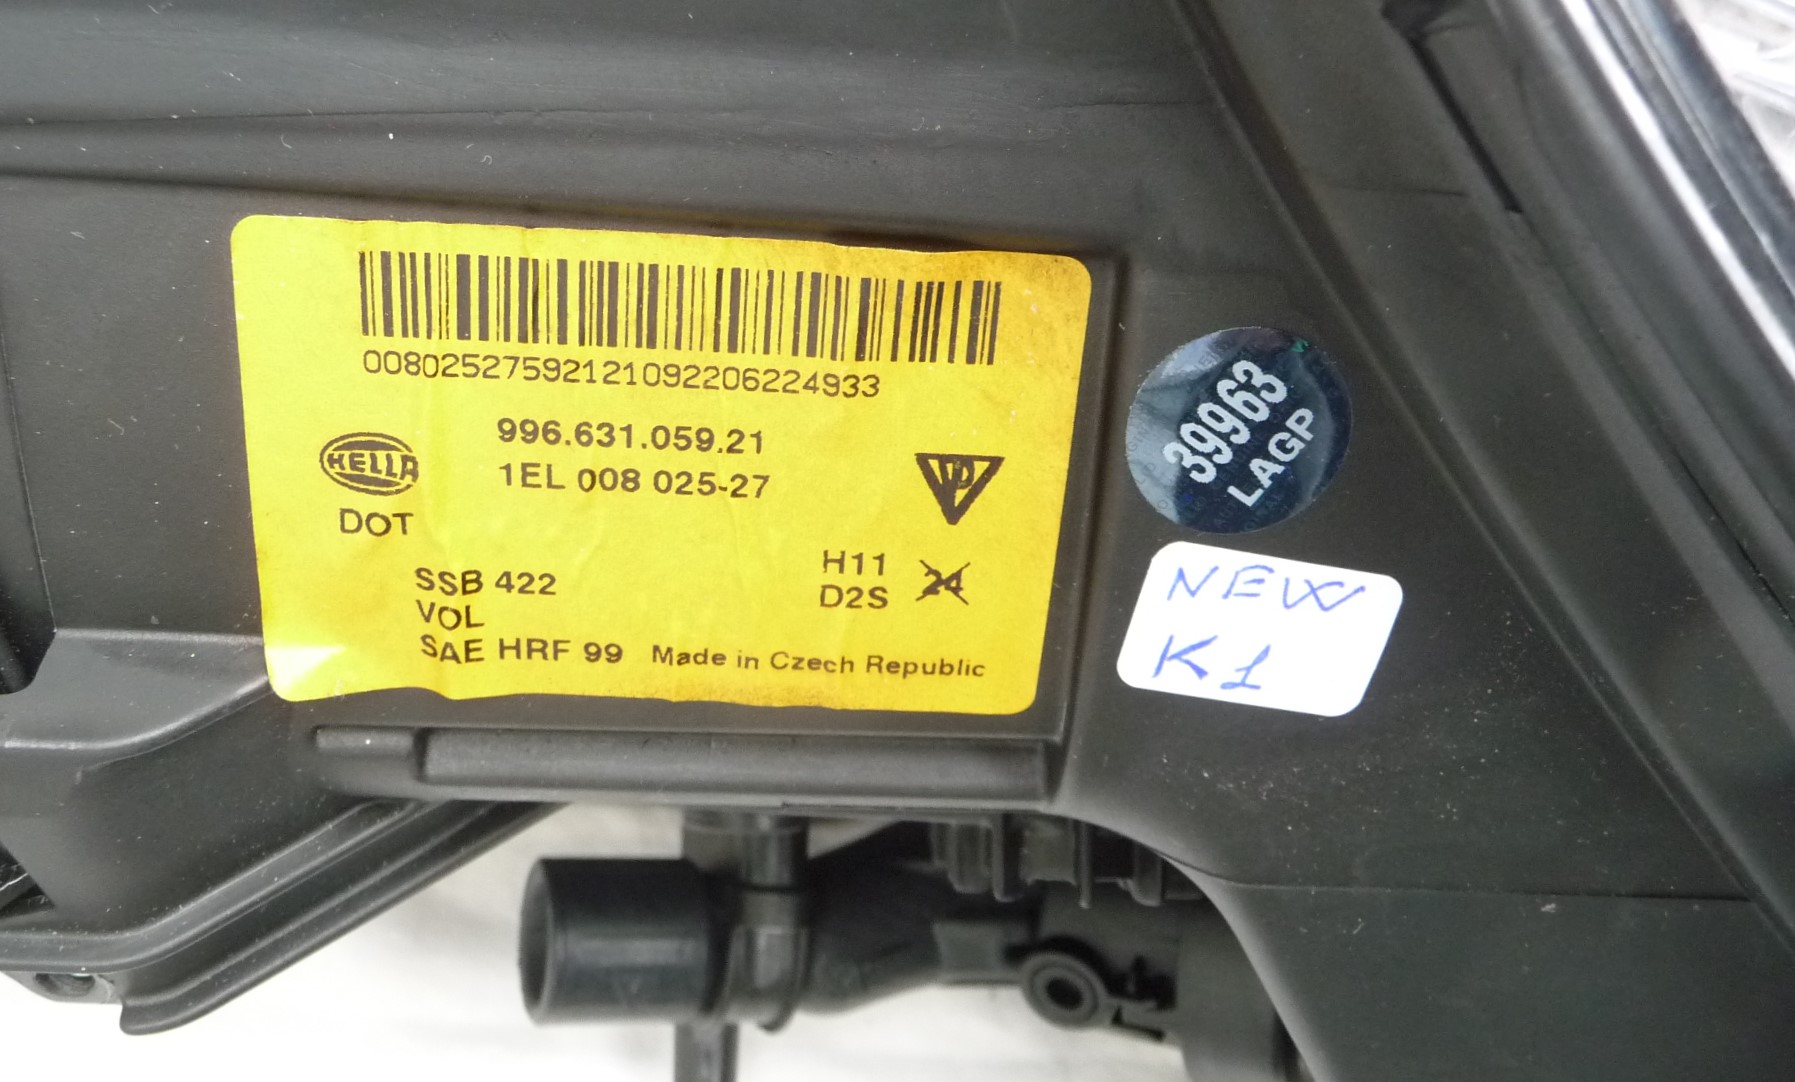 00802527592121092206224933
996.631.059.21
1EL 008 025-27
HELLA
DOT
H11
D2S
24
SSB 422
VOL
SAE HRF 99
Made in Czech Republic
39963
LAGP
NEW
K1